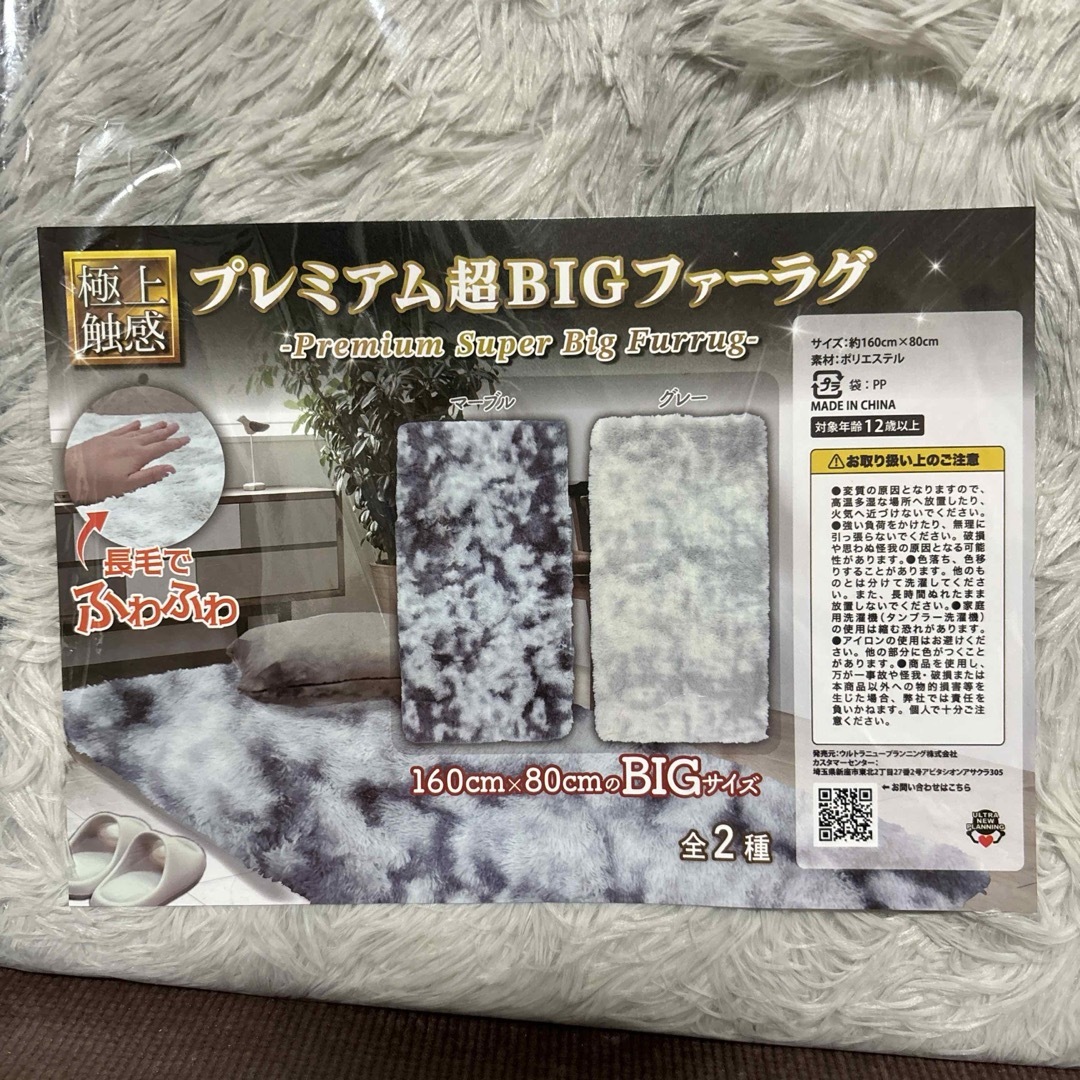 極上
触感
プレミアム超BIGファーラグ
-Premium Super Big Furrug-
マーブル
グレー
長毛で
ふわふわ
160cm×80cmのBIGサイズ
全2種
サイズ：約160cm×80cm
素材：ポリエステル
プラ 袋：PP
MADE IN CHINA
対象年齢12歳以上
お取り扱い上のご注意
●変質の原因となりますので、
高温多湿な場所へ放置したり、
火気へ近づけないでください。
●強い負荷をかけたり、無理に
引っ張らないでください。破損
や思わぬ怪我の原因となる可能
性があります。●色落ち、色移
りすることがあります。他のも
のとは分けて洗濯してくださ
い。また、長時間ぬれたまま
放置しないでください。●家庭
用洗濯機(タンブラー洗濯機)
の使用は縮む恐れがあります。
●アイロンの使用はお避けくだ
さい。他の部分に色がつくこと
があります。●商品を使用し、
万が一事故や怪我・破損または
本商品以外への物的損害等を
生じた場合、弊社では責任を
負いかねます。個人で十分ご注
意ください。
発売元：ウルトラニュープランニング株式会社
カスタマーセンター：
埼玉県新座市東北2丁目27番2号アビタシオンアサクラ305
←お問い合わせはこちら
ULTRA
NEW
PLANNING